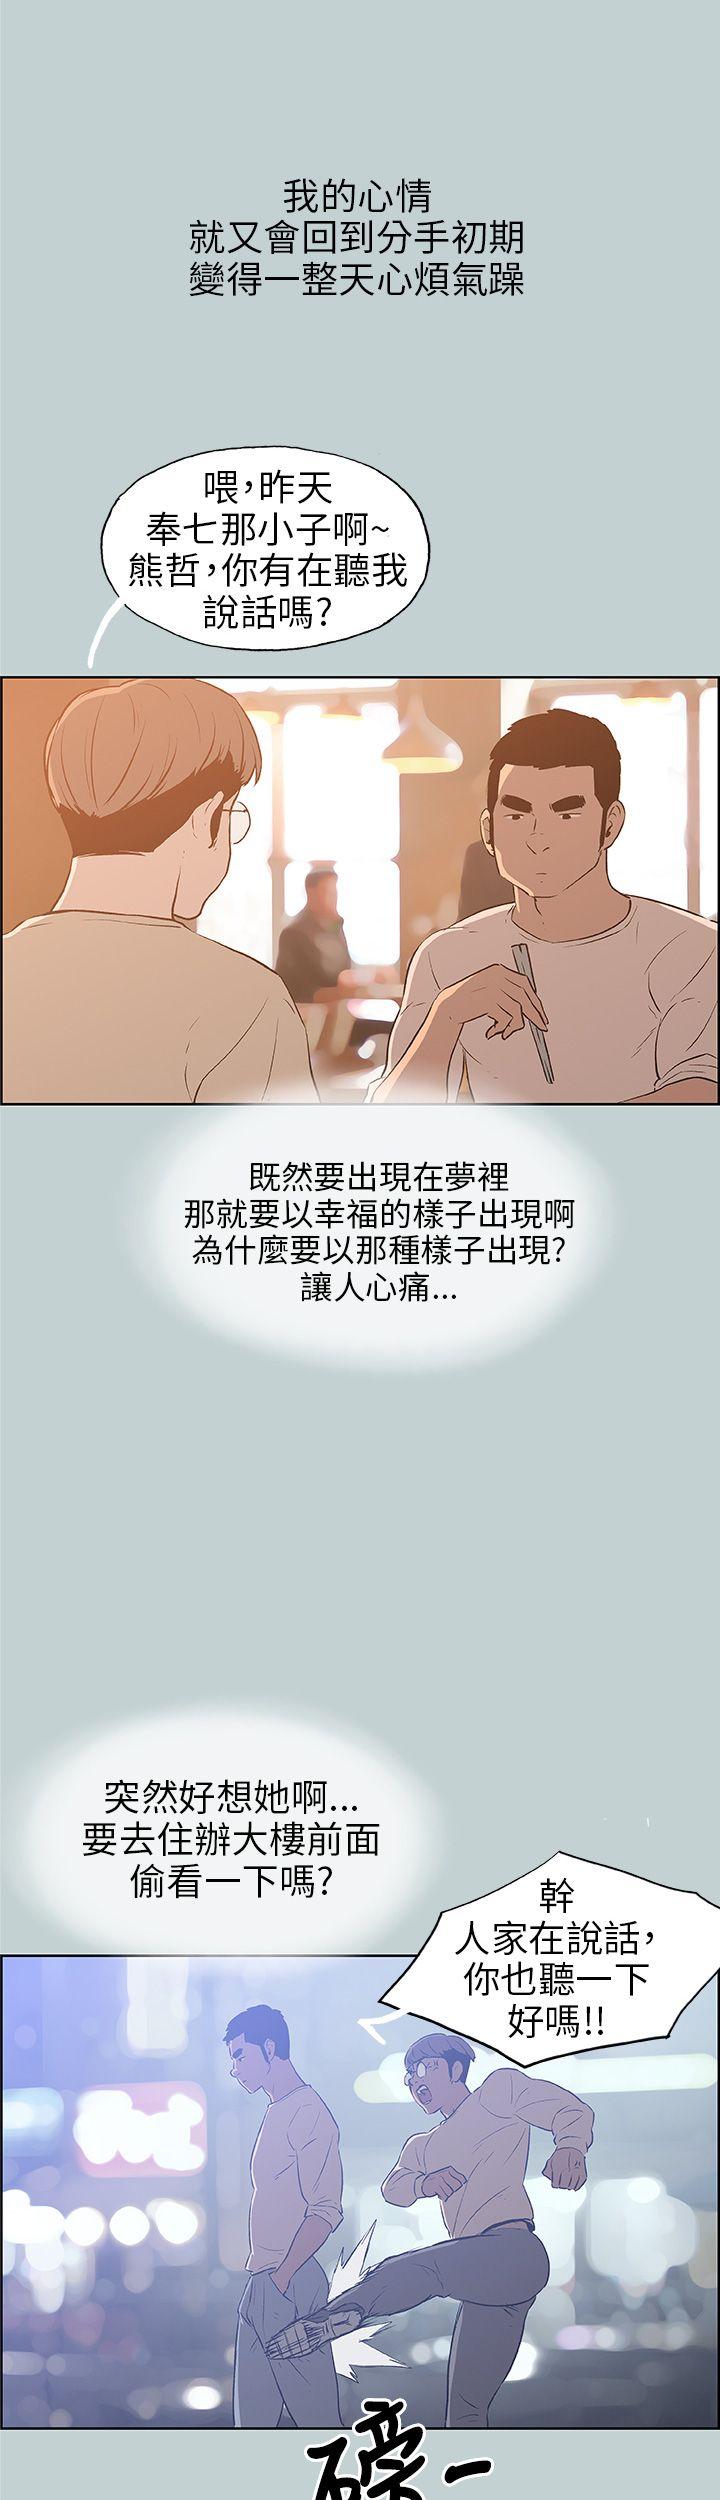 我的心情
就又會回到分手初期
變得一整天心煩氣躁
喂,昨天
奉七那小子啊~
熊哲,你有在聽我
說話嗎?
既然要出現在夢裡
那就要以幸福的樣子出現啊
為什麼要以那種樣子出現?
讓人心痛...
突然好想她啊...
要去住辦大樓前面
偷看一下嗎?
幹
人家在說話,
你也聽一下
好嗎!!
磅—